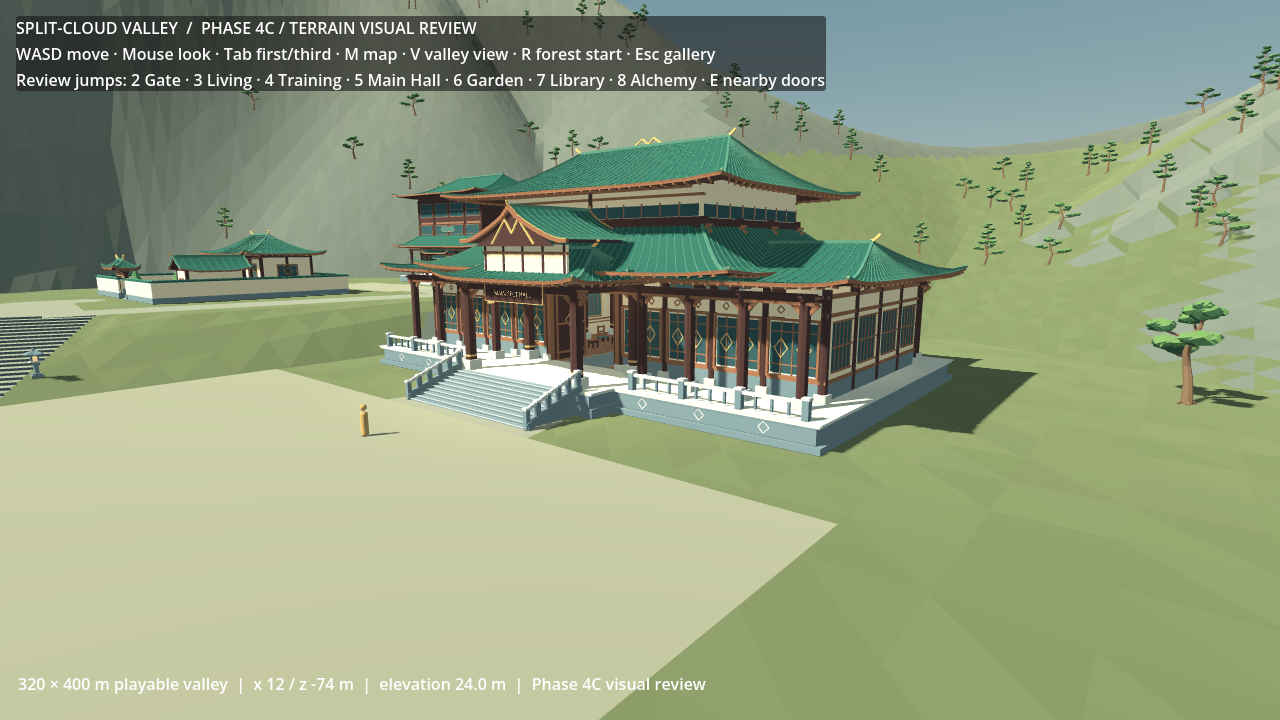 SPLIT-CLOUD VALLEY / PHASE 4C / TERRAIN VISUAL REVIEW
WASD move · Mouse look · Tab first/third · M map · V valley view · R forest start · Esc gallery
Review jumps: 2 Gate · 3 Living · 4 Training · 5 Main Hall · 6 Garden · 7 Library · 8 Alchemy · E nearby doors
320 × 400 m playable valley | x 12 / z -74 m | elevation 24.0 m | Phase 4C visual review